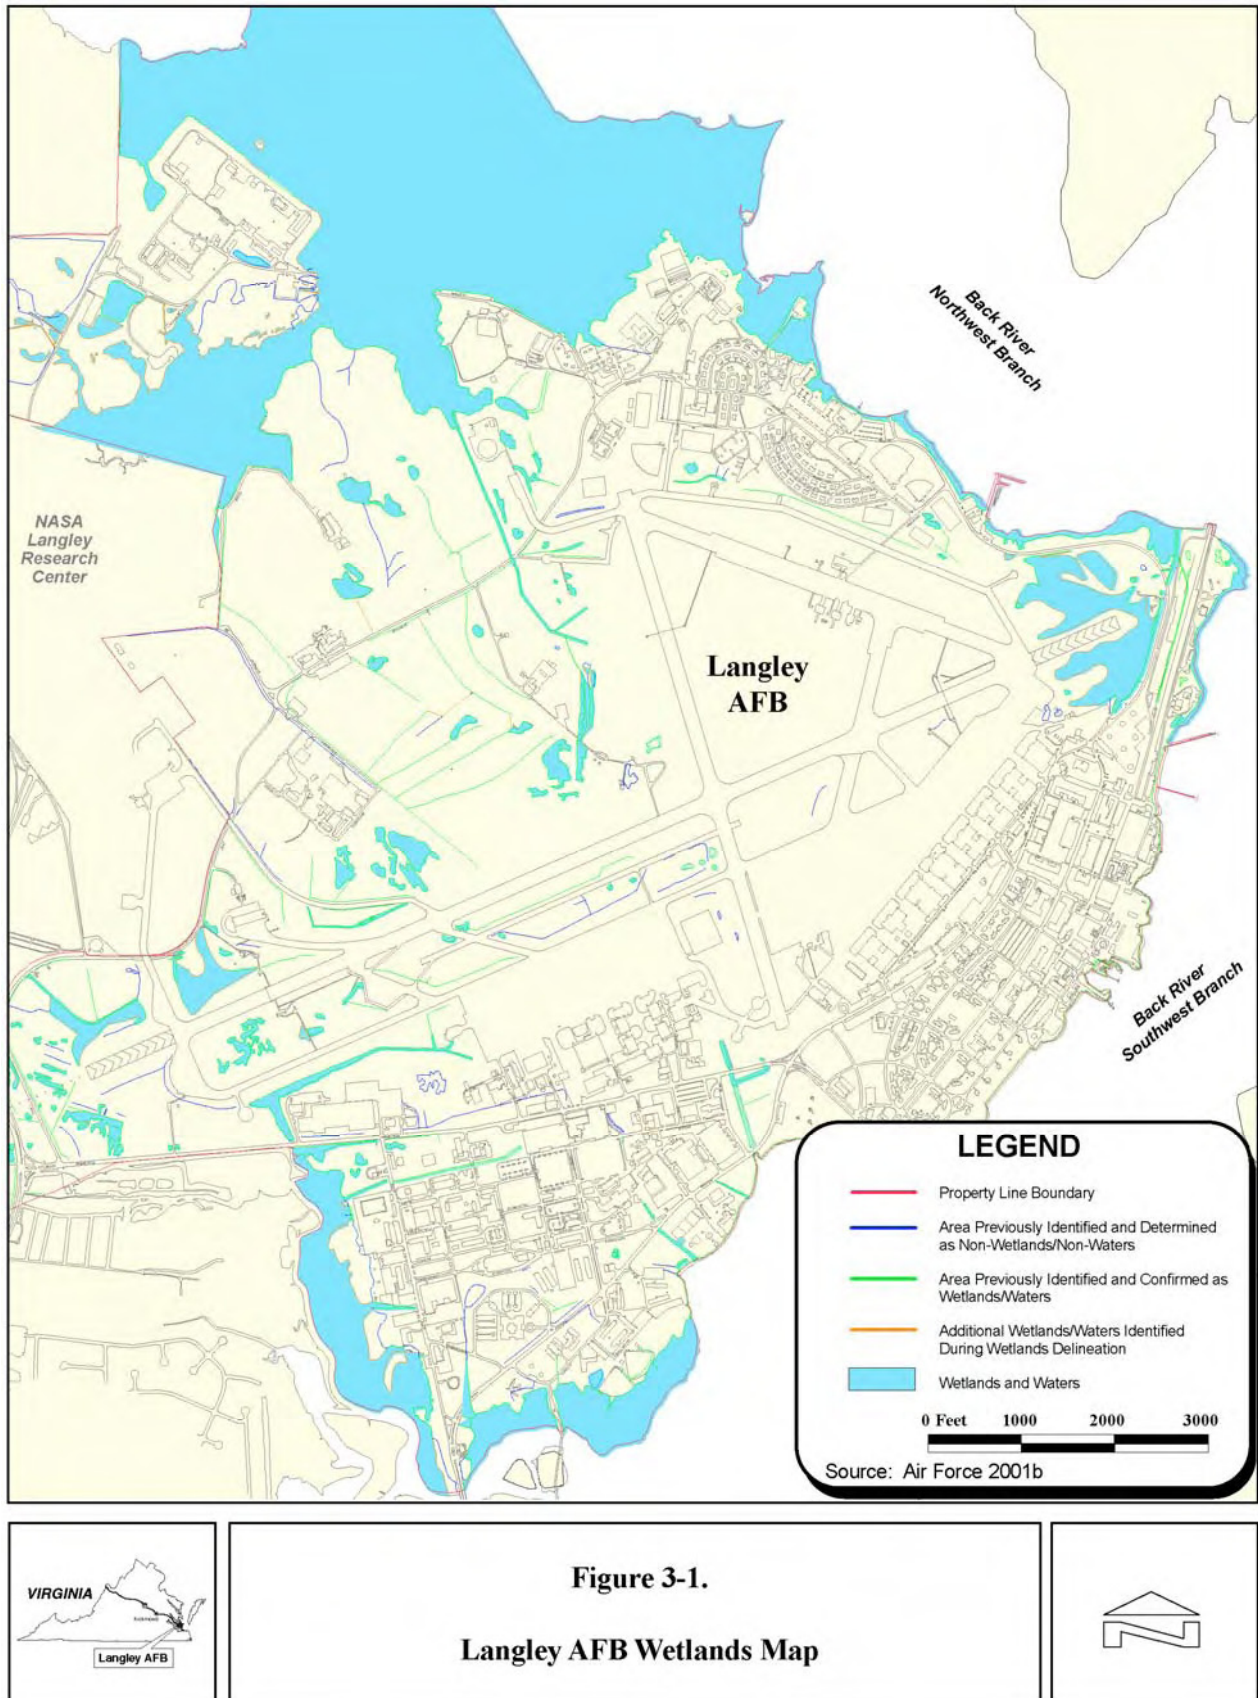 Back River
Northwest Branch
NASA
Langley
Research
Center
Langley
AFB
Back River
Southwest Branch
LEGEND
Property Line Boundary
Area Previously Identified and Determined
as Non-Wetlands/Non-Waters
Area Previously Identified and Confirmed as
Wetlands/Waters
Additional Wetlands/Waters Identified
During Wetlands Delineation
Wetlands and Waters
0 Feet 1000 2000 3000
Source: Air Force 2001b
VIRGINIA
Richmond
Langley AFB
Figure 3-1.
Langley AFB Wetlands Map
N